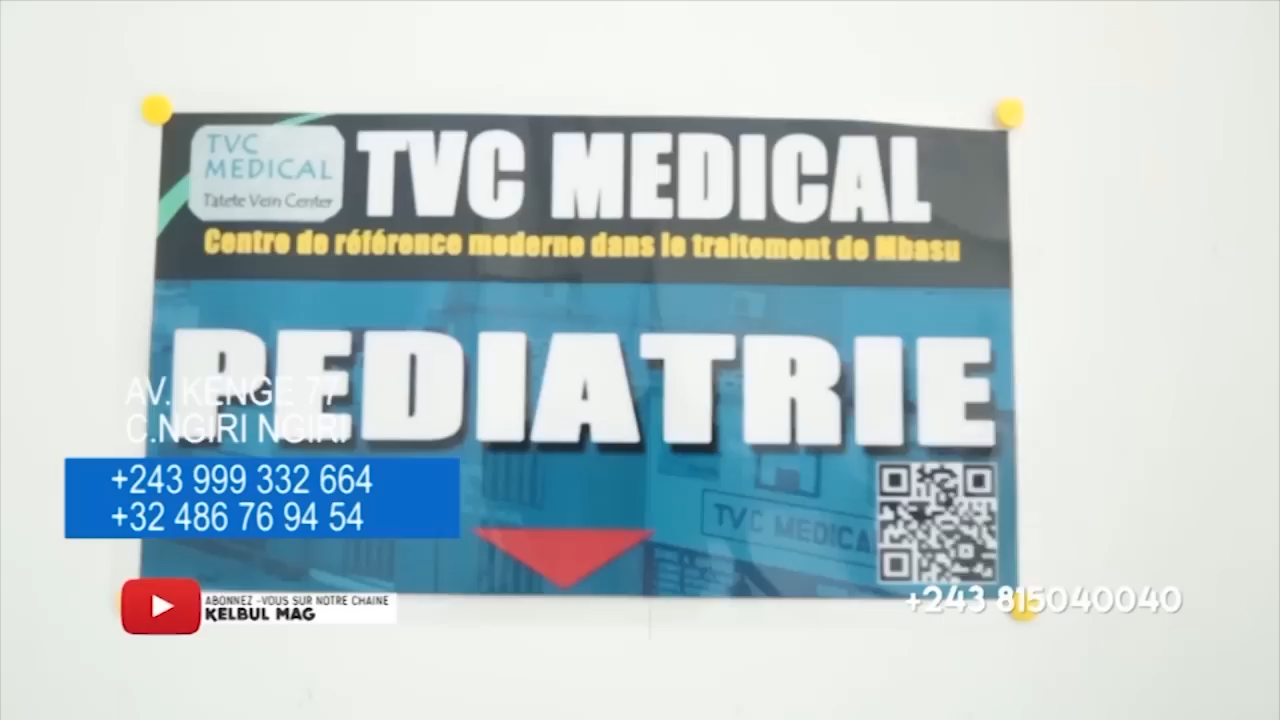 TVC
MEDICAL
Tatete Vein Center
TVC MEDICAL
Centre de référence moderne dans le traitement de Mbasu
PEDIATRIE
AV. KENGE 77
C.NGIRI NGIRI
+243 999 332 664
+32 486 76 94 54
TVC MEDICA
ABONNEZ -VOUS SUR NOTRE CHAINE
KELBUL MAG
+243 815040040